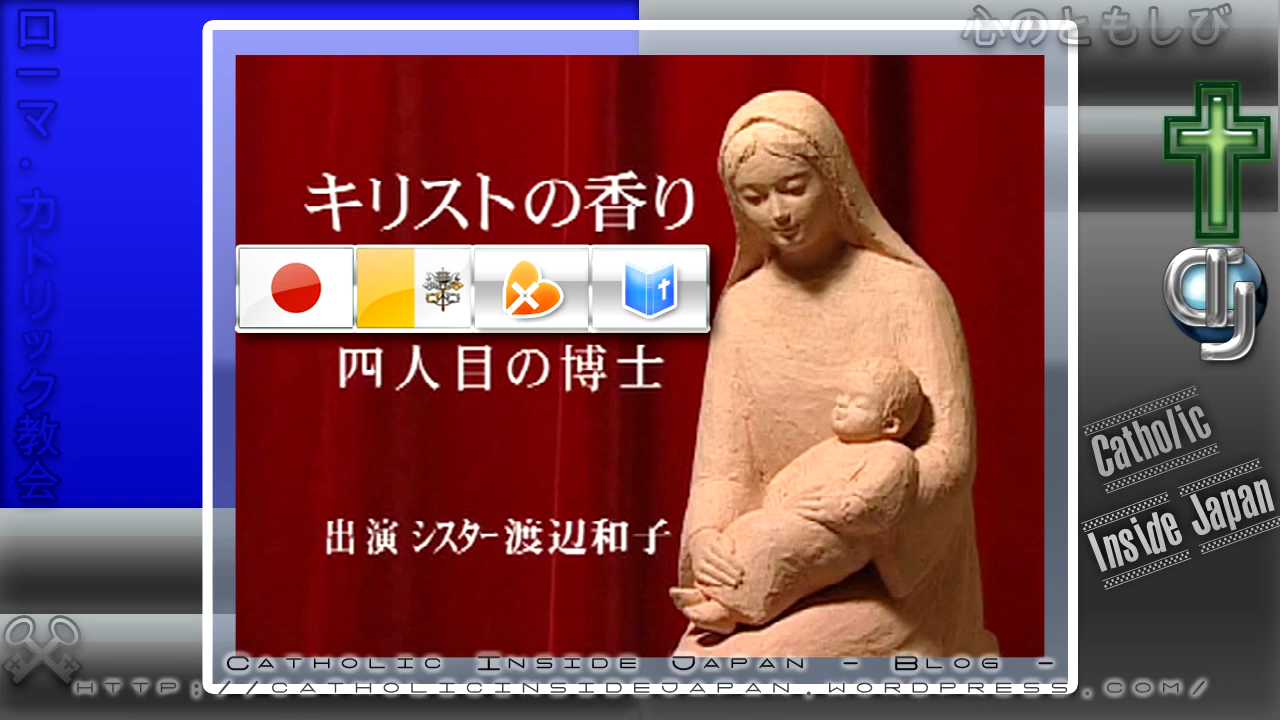 心のともしび
ローマ・カトリック教会
キリストの香り
四人目の博士
出演 シスター渡辺和子
CIJ
Catholic
Inside Japan
Catholic Inside Japan - Blog -
http://catholicinsidejapan.wordpress.com/